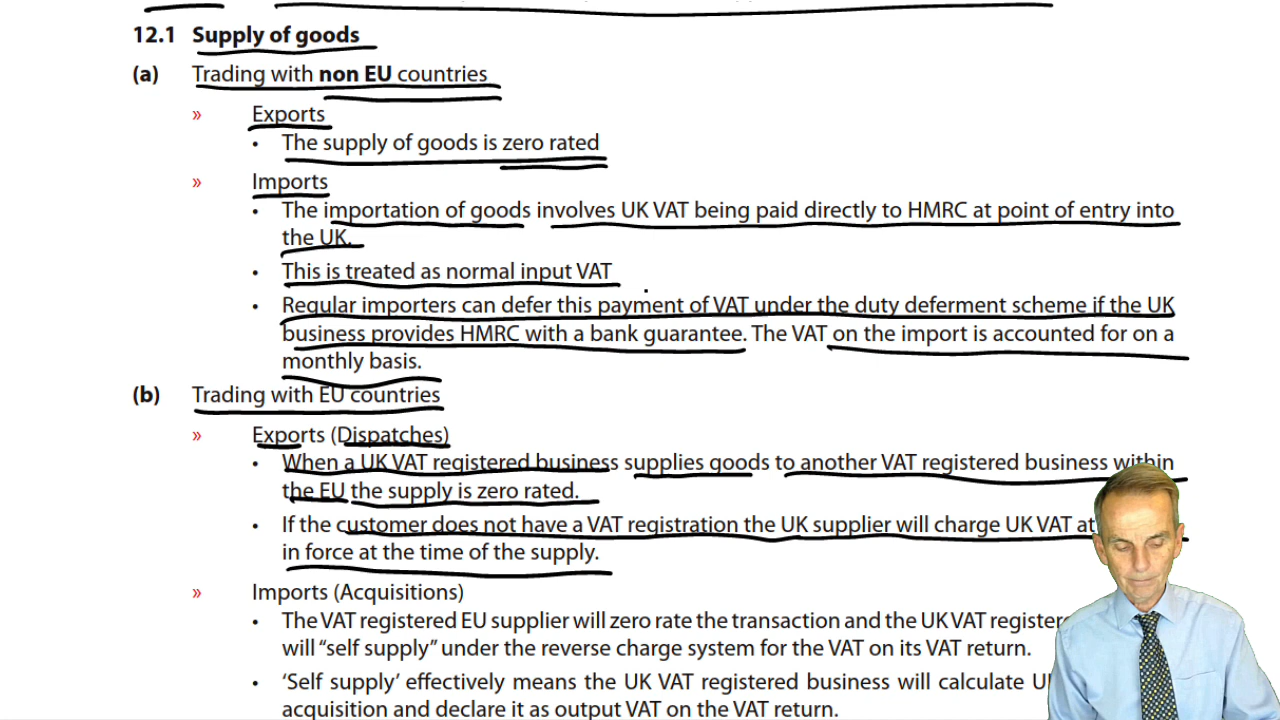 12.1 Supply of goods
(a) Trading with non EU countries
» Exports
• The supply of goods is zero rated
» Imports
• The importation of goods involves UK VAT being paid directly to HMRC at point of entry into
the UK.
• This is treated as normal input VAT
• Regular importers can defer this payment of VAT under the duty deferment scheme if the UK
business provides HMRC with a bank guarantee. The VAT on the import is accounted for on a
monthly basis.
(b) Trading with EU countries
» Exports (Dispatches)
• When a UK VAT registered business supplies goods to another VAT registered business within
the EU the supply is zero rated.
• If the customer does not have a VAT registration the UK supplier will charge UK VAT at
in force at the time of the supply.
» Imports (Acquisitions)
• The VAT registered EU supplier will zero rate the transaction and the UK VAT
will “self supply” under the reverse charge system for the VAT on its VAT return.
• ‘Self supply’ effectively means the UK VAT registered business will calculate
acquisition and declare it as output VAT on the VAT return.